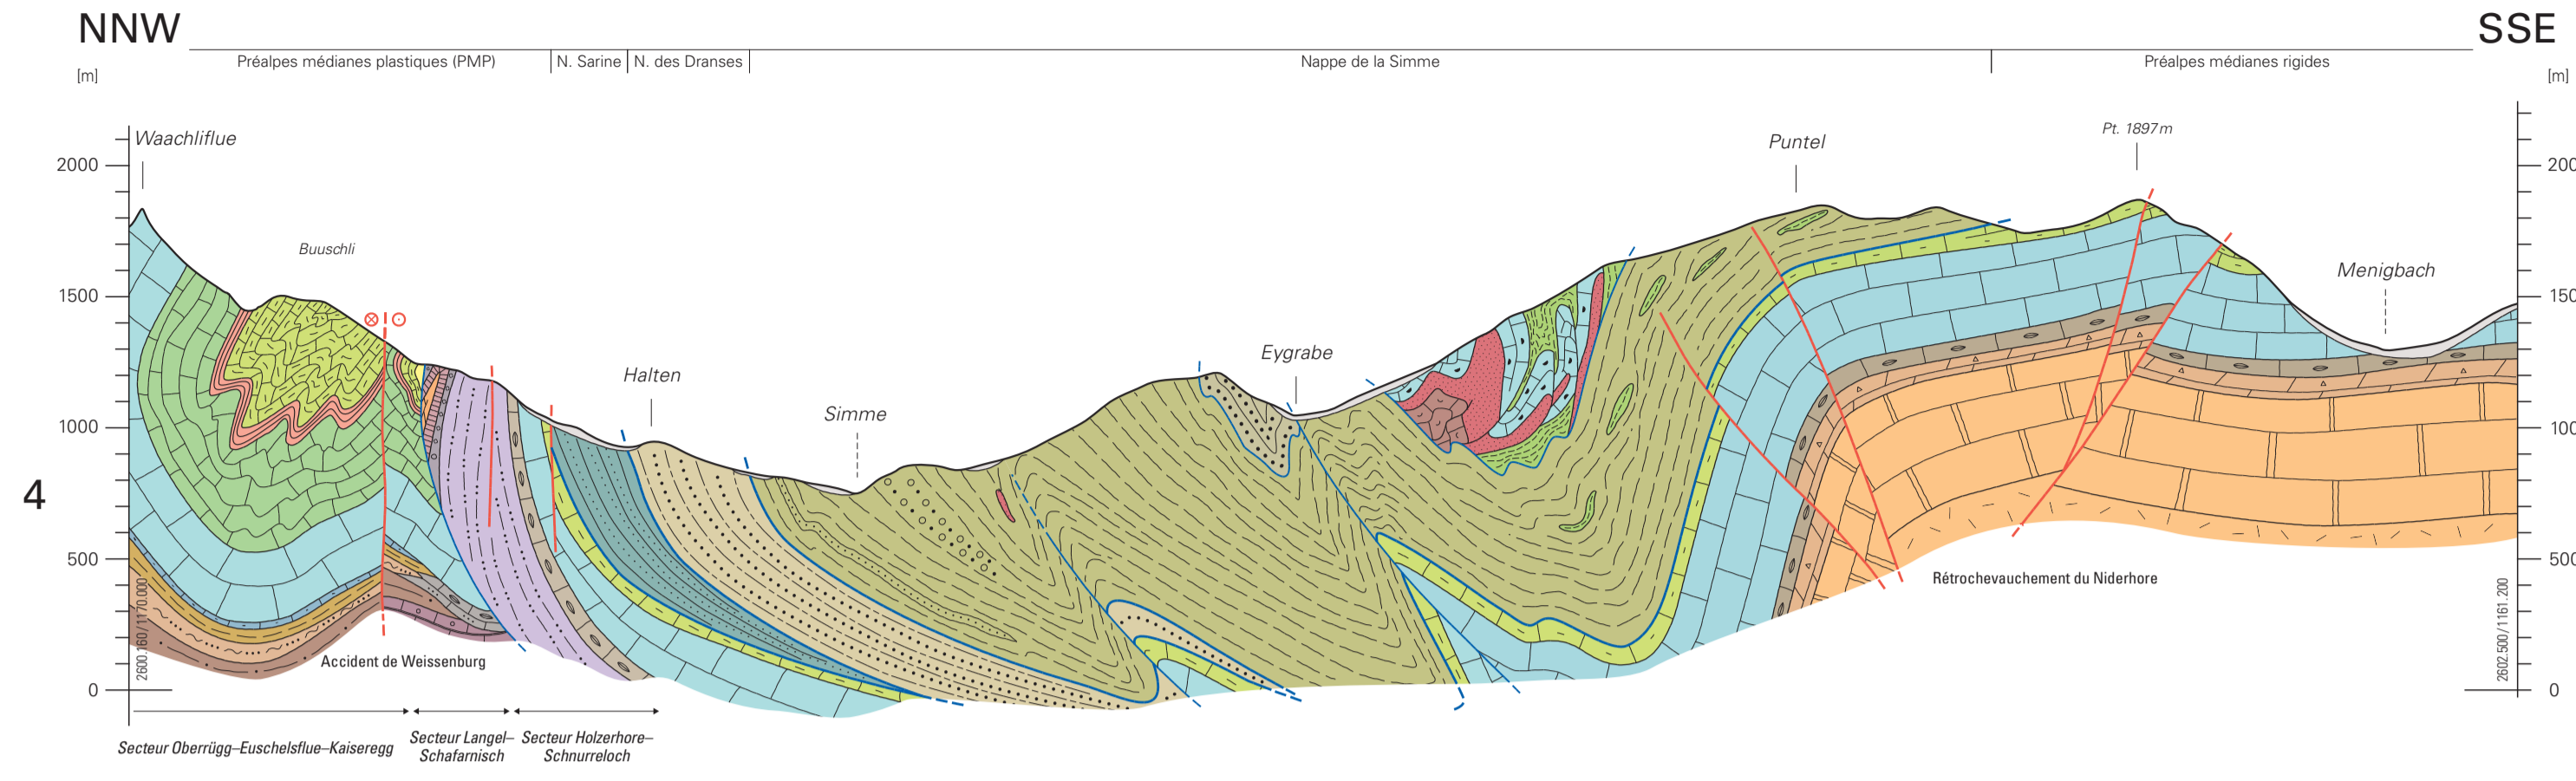 NNW
SSE
Préalpes médianes plastiques (PMP)
N. Sarine
N. des Dranses
Nappe de la Simme
Préalpes médianes rigides
[m]
[m]
Waachliflue
Buuschli
Halten
Simme
Eygrabe
Puntel
Pt. 1897 m
Menigbach
2000
1500
1000
500
0
200
150
100
500
0
4
2600.160 / 1170.000
2602.500 / 1161.200
Accident de Weissenburg
Rétrochevauchement du Niderhore
Secteur Oberrügg–Euschelsflue–Kaiseregg
Secteur Langel–
Schafarnisch
Secteur Holzerhore–
Schnurreloch